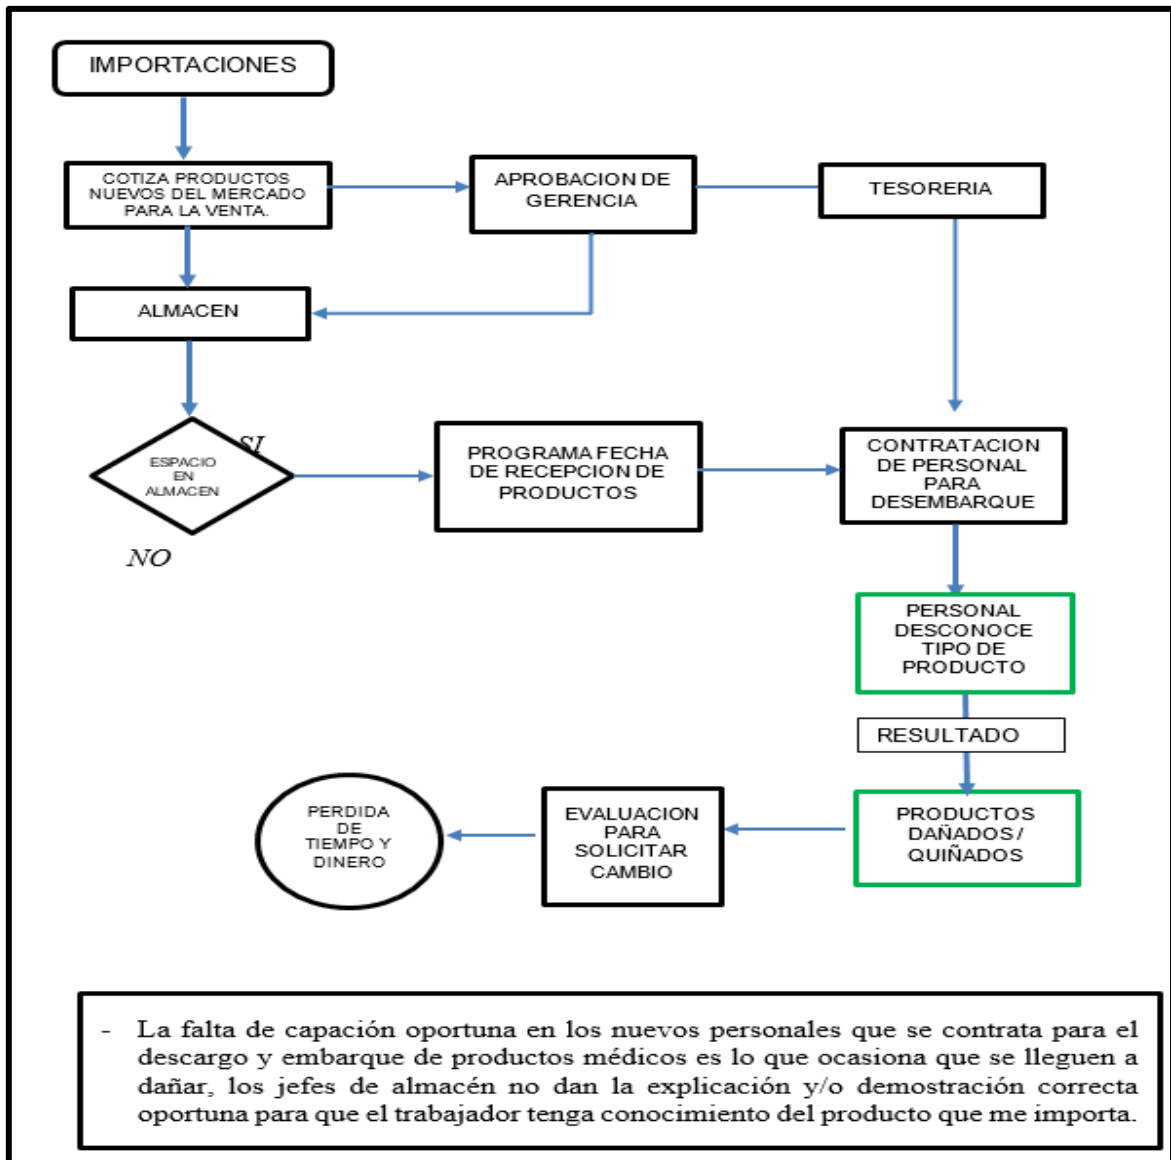 IMPORTACIONES
COTIZA PRODUCTOS
NUEVOS DEL MERCADO
PARA LA VENTA.
APROBACION DE
GERENCIA
TESORERIA
ALMACEN
SI
ESPACIO
EN
ALMACEN
NO
PROGRAMA FECHA
DE RECEPCION DE
PRODUCTOS
CONTRATACION
DE PERSONAL
PARA
DESEMBARQUE
PERSONAL
DESCONOCE
TIPO DE
PRODUCTO
RESULTADO
PRODUCTOS
DAÑADOS /
QUIÑADOS
EVALUACION
PARA
SOLICITAR
CAMBIO
PERDIDA
DE
TIEMPO Y
DINERO
- La falta de capación oportuna en los nuevos personales que se contrata para el
descargo y embarque de productos médicos es lo que ocasiona que se lleguen a
dañar, los jefes de almacén no dan la explicación y/o demostración correcta
oportuna para que el trabajador tenga conocimiento del producto que me importa.